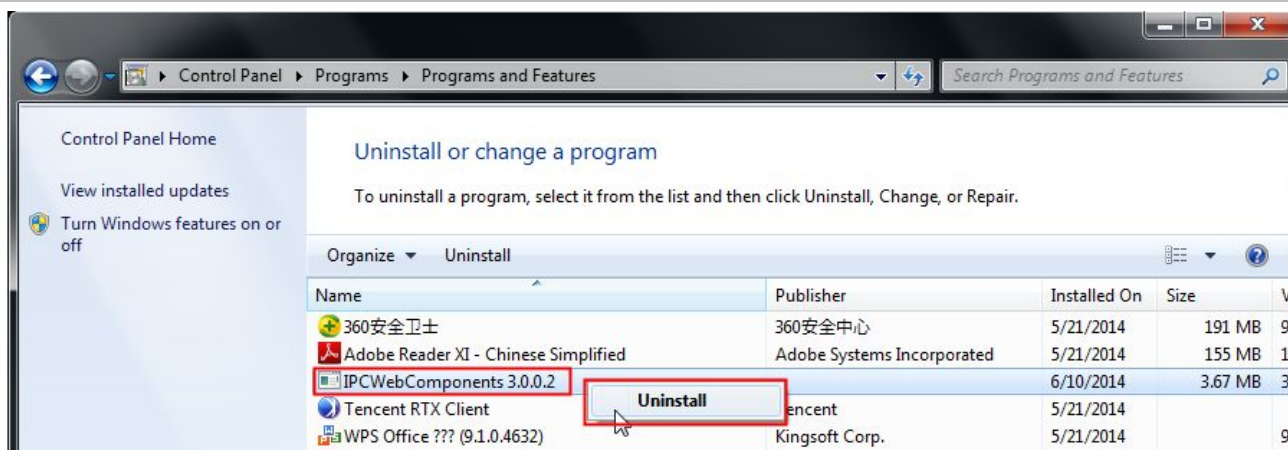 Control Panel ▸ Programs ▸ Programs and Features
Search Programs and Features
Control Panel Home
View installed updates
Turn Windows features on or
off
Uninstall or change a program
To uninstall a program, select it from the list and then click Uninstall, Change, or Repair.
Organize Uninstall
Name Publisher Installed On Size
360安全卫士 360安全中心 5/21/2014 191 MB 9
Adobe Reader XI - Chinese Simplified Adobe Systems Incorporated 5/21/2014 155 MB 1
IPCWebComponents 3.0.0.2 6/10/2014 3.67 MB 3
Uninstall
Tencent RTX Client encent 5/21/2014
WPS Office ??? (9.1.0.4632) Kingsoft Corp. 5/21/2014 9